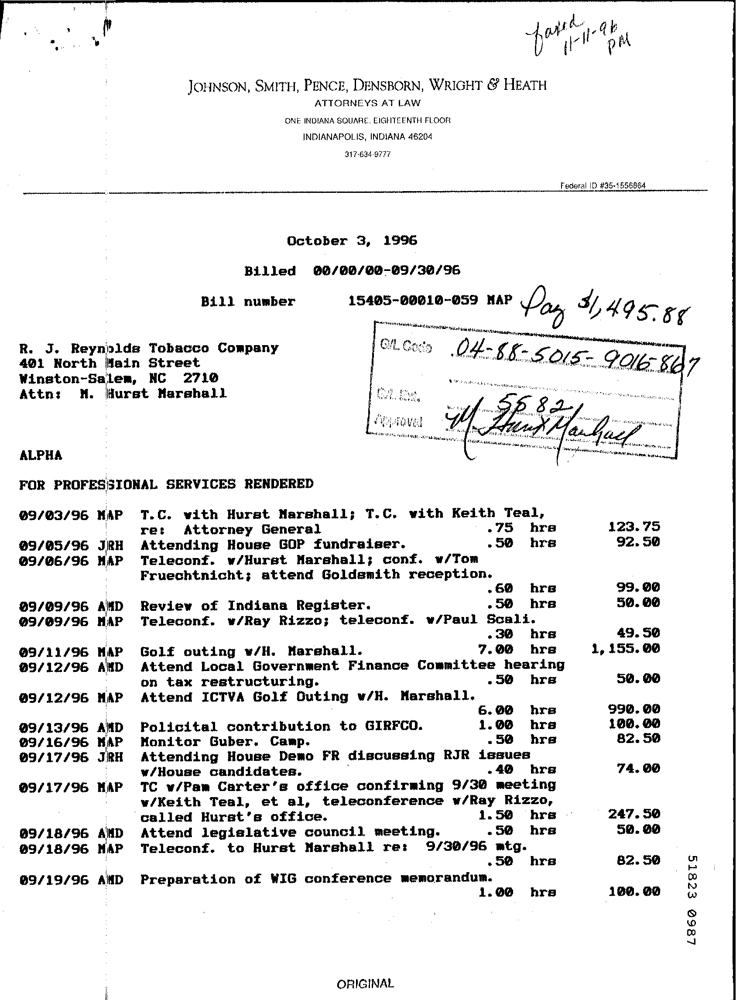 faxed
11-11-96
PM
JOHNSON, SMITH, PENCE, DENSBORN, WRIGHT & HEATH
ATTORNEYS AT LAW
ONE INDIANA SQUARE, EIGHTEENTH FLOOR
INDIANAPOLIS, INDIANA 46204
317-634-9777
Federal ID #35-1556864
October 3, 1996
Billed 00/00/00-09/30/96
Bill number 15405-00010-059 MAP Pay $1,495.88
R. J. Reynolds Tobacco Company
401 North Main Street
Winston-Salem, NC 2710
Attn: M. Hurst Marshall
G/L Code 04-88-5015-9016-867
5582
Approval M. Hurst Marshall
ALPHA
FOR PROFESSIONAL SERVICES RENDERED
09/03/96 MAP T.C. with Hurst Marshall; T.C. with Keith Teal,
re: Attorney General .75 hrs 123.75
09/05/96 JRH Attending House GOP fundraiser. .50 hrs 92.50
09/06/96 MAP Teleconf. w/Hurst Marshall; conf. w/Tom
Fruechtnicht; attend Goldsmith reception.
.60 hrs 99.00
09/09/96 AMD Review of Indiana Register. .50 hrs 50.00
09/09/96 MAP Teleconf. w/Ray Rizzo; teleconf. w/Paul Scali.
.30 hrs 49.50
09/11/96 MAP Golf outing w/H. Marshall. 7.00 hrs 1,155.00
09/12/96 AMD Attend Local Government Finance Committee hearing
on tax restructuring. .50 hrs 50.00
09/12/96 MAP Attend ICTVA Golf Outing w/H. Marshall.
6.00 hrs 990.00
09/13/96 AMD Policital contribution to GIRFCO. 1.00 hrs 100.00
09/16/96 MAP Monitor Guber. Camp. .50 hrs 82.50
09/17/96 JRH Attending House Demo FR discussing RJR issues
w/House candidates. .40 hrs 74.00
09/17/96 MAP TC w/Pam Carter's office confirming 9/30 meeting
w/Keith Teal, et al, teleconference w/Ray Rizzo,
called Hurst's office. 1.50 hrs 247.50
09/18/96 AMD Attend legislative council meeting. .50 hrs 50.00
09/18/96 MAP Teleconf. to Hurst Marshall re: 9/30/96 mtg.
.50 hrs 82.50
09/19/96 AMD Preparation of WIG conference memorandum.
1.00 hrs 100.00
51823 0987
ORIGINAL